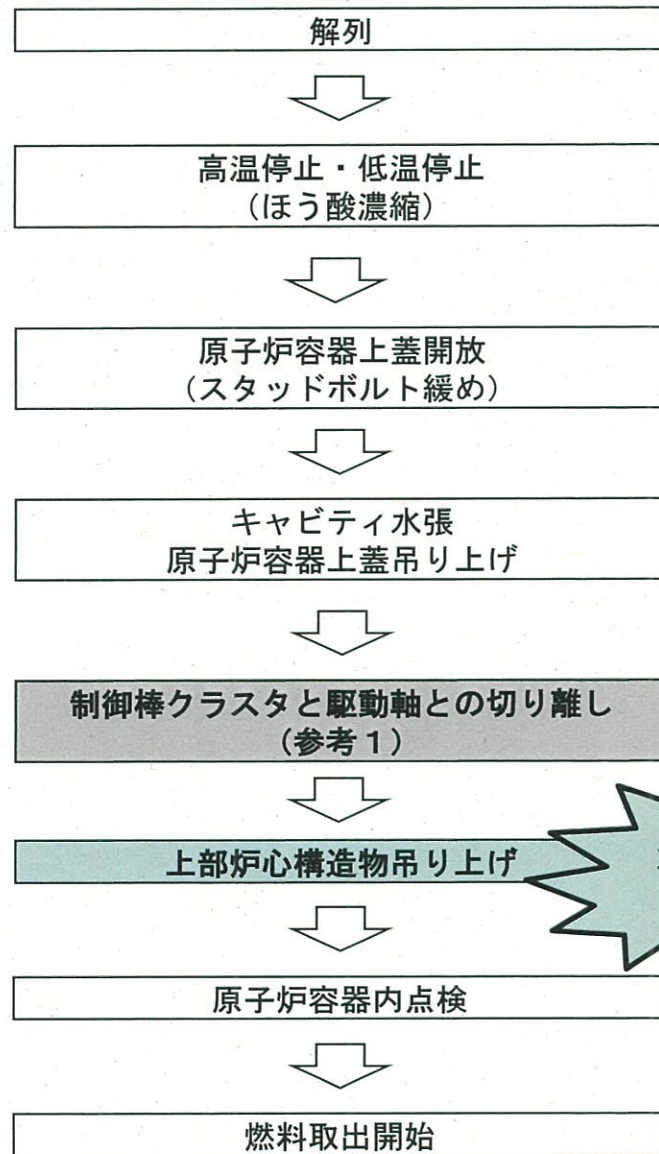 解列
高温停止・低温停止
(ほう酸濃縮)
原子炉容器上蓋開放
(スタッドボルト緩め)
キャビティ水張
原子炉容器上蓋吊り上げ
制御棒クラスタと駆動軸との切り離し
(参考１)
上部炉心構造物吊り上げ
原子炉容器内点検
燃料取出開始